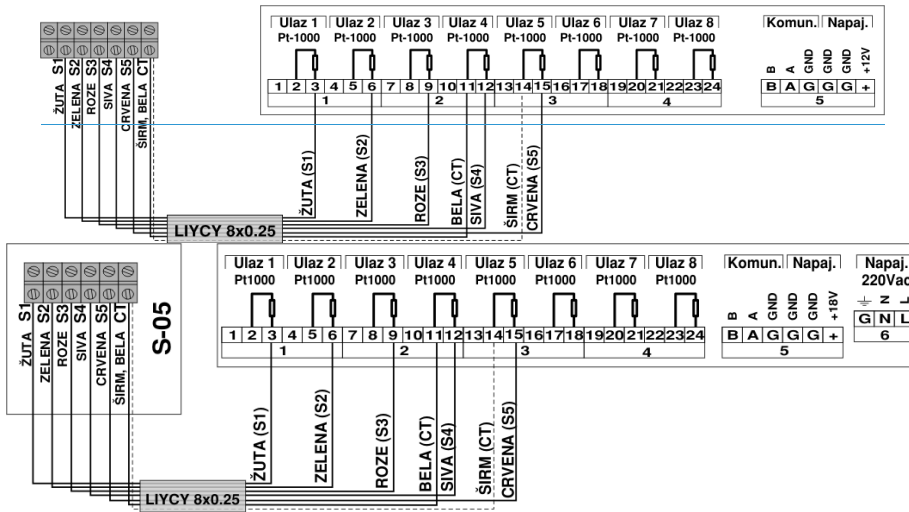 Ulaz 1 Ulaz 2 Ulaz 3 Ulaz 4 Ulaz 5 Ulaz 6 Ulaz 7 Ulaz 8 Komun. Napaj.
Pt-1000 Pt-1000 Pt-1000 Pt-1000 Pt-1000 Pt-1000 Pt-1000 Pt-1000
B A GND GND GND +12V
1 2 3 4 5 6 7 8 9 10 11 12 13 14 15 16 17 18 19 20 21 22 23 24 B A G G G +
1 2 3 4 5
ŽUTA S1
ZELENA S2
ROZE S3
SIVA S4
CRVENA S5
ŠIRM, BELA CT
ŽUTA (S1)
ZELENA (S2)
ROZE (S3)
BELA (CT)
SIVA (S4)
ŠIRM (CT)
CRVENA (S5)
LIYCY 8x0.25
Ulaz 1 Ulaz 2 Ulaz 3 Ulaz 4 Ulaz 5 Ulaz 6 Ulaz 7 Ulaz 8 Komun. Napaj. Napaj.
Pt1000 Pt1000 Pt1000 Pt1000 Pt1000 Pt1000 Pt1000 Pt1000 220Vac
B A GND GND GND +18V N L
1 2 3 4 5 6 7 8 9 10 11 12 13 14 15 16 17 18 19 20 21 22 23 24 B A G G G + G N L
1 2 3 4 5 6
ŽUTA S1
ZELENA S2
ROZE S3
SIVA S4
CRVENA S5
ŠIRM, BELA CT
S-05
ŽUTA (S1)
ZELENA (S2)
ROZE (S3)
BELA (CT)
SIVA (S4)
ŠIRM (CT)
CRVENA (S5)
LIYCY 8x0.25